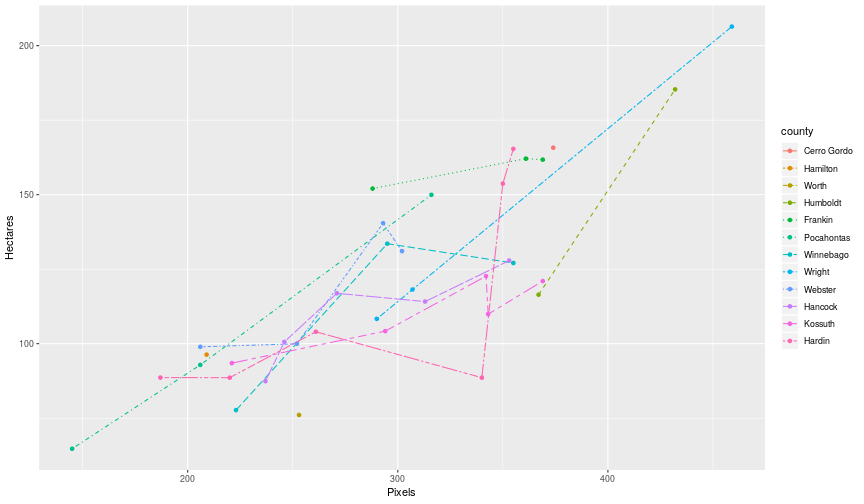 200
150
100
Hectares
200
300
400
Pixels
county
Cerro Gordo
Hamilton
Worth
Humboldt
Frankin
Pocahontas
Winnebago
Wright
Webster
Hancock
Kossuth
Hardin